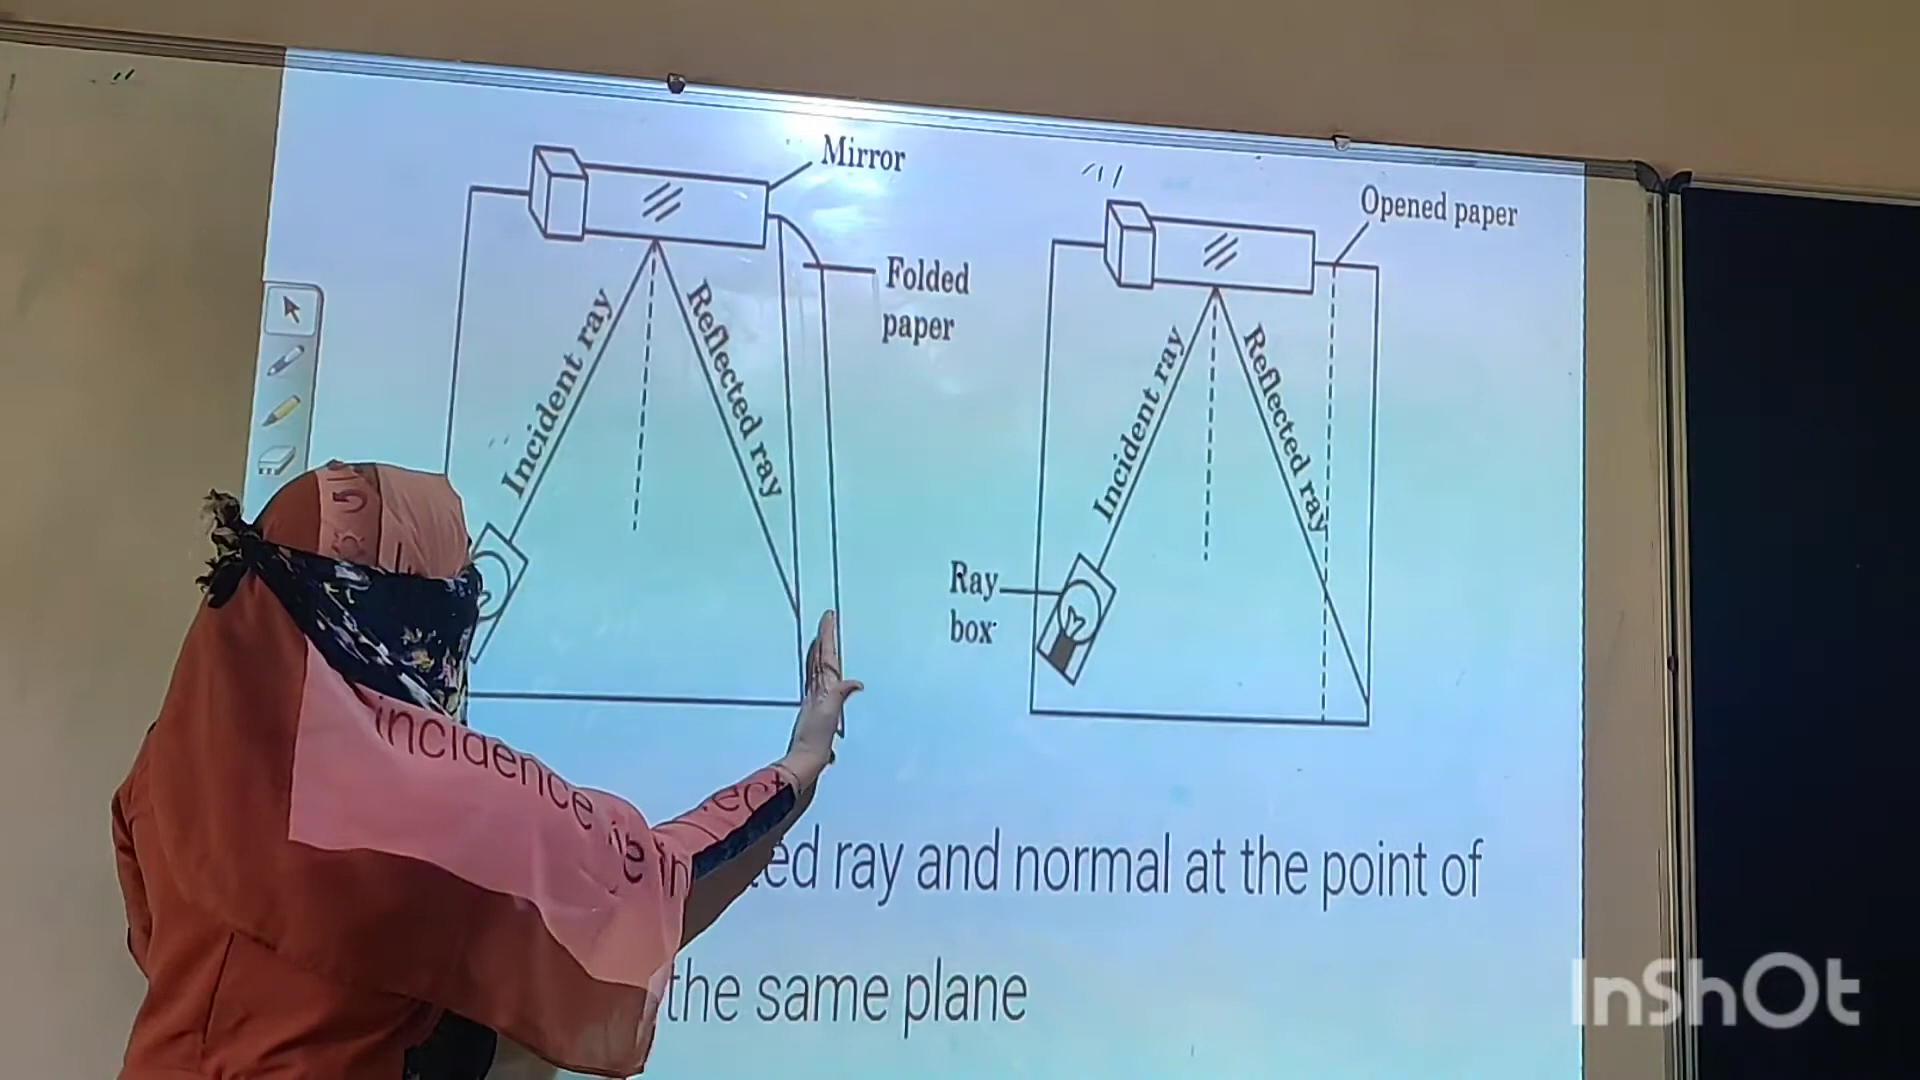 Mirror
Folded
paper
Incident ray
Reflected ray
Opened paper
Incident ray
Reflected ray
Ray
box
incidence
ray and normal at the point of
the same plane
InShOt